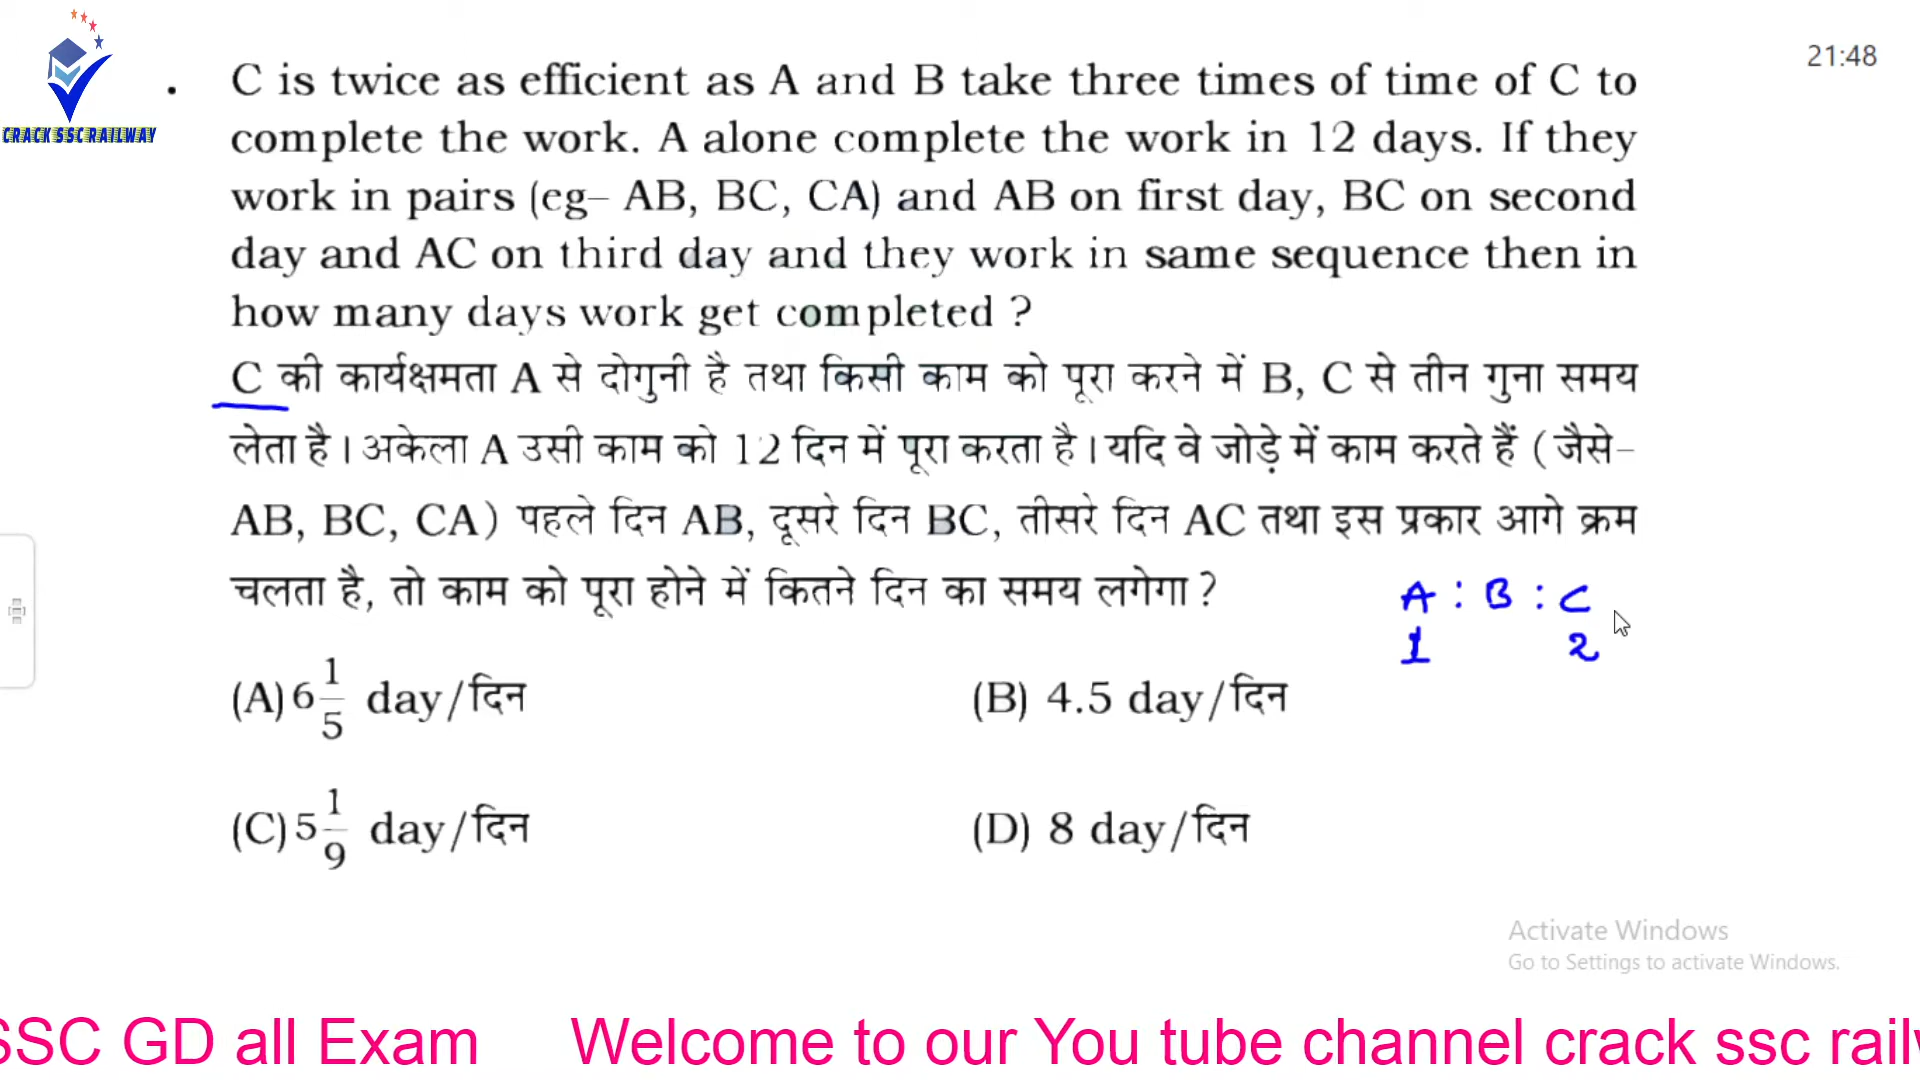 21:48
CRACK SSC RAILWAY
. C is twice as efficient as A and B take three times of time of C to
complete the work. A alone complete the work in 12 days. If they
work in pairs (eg– AB, BC, CA) and AB on first day, BC on second
day and AC on third day and they work in same sequence then in
how many days work get completed ?
C की कार्यक्षमता A से दोगुनी है तथा किसी काम को पूरा करने में B, C से तीन गुना समय
लेता है। अकेला A उसी काम को 12 दिन में पूरा करता है। यदि वे जोड़े में काम करते हैं (जैसे–
AB, BC, CA) पहले दिन AB, दूसरे दिन BC, तीसरे दिन AC तथा इस प्रकार आगे क्रम
चलता है, तो काम को पूरा होने में कितने दिन का समय लगेगा ?
A : B : C
1 2
(A) 6 1/5 day/दिन (B) 4.5 day/दिन
(C) 5 1/9 day/दिन (D) 8 day/दिन
Activate Windows
Go to Settings to activate Windows.
SSC GD all Exam Welcome to our You tube channel crack ssc rail